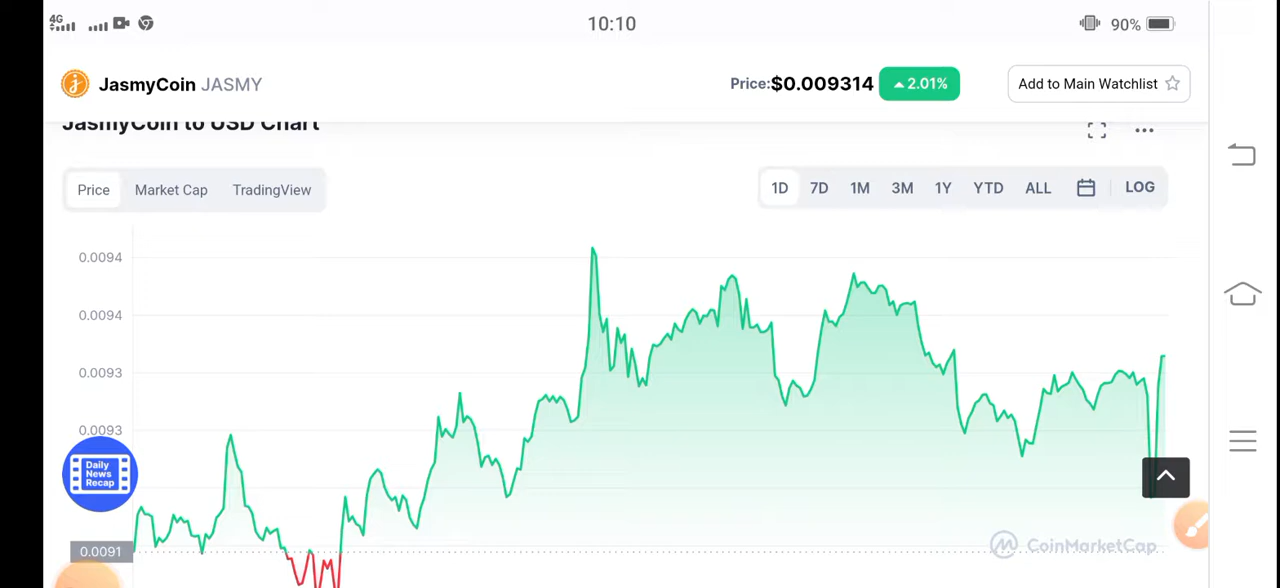 4G 10:10 90%
JasmyCoin JASMY Price:$0.009314 2.01% Add to Main Watchlist
JasmyCoin to USD Chart
Price Market Cap TradingView 1D 7D 1M 3M 1Y YTD ALL LOG
0.0094
0.0094
0.0093
0.0093
Daily
News
Recap
0.0091
CoinMarketCap